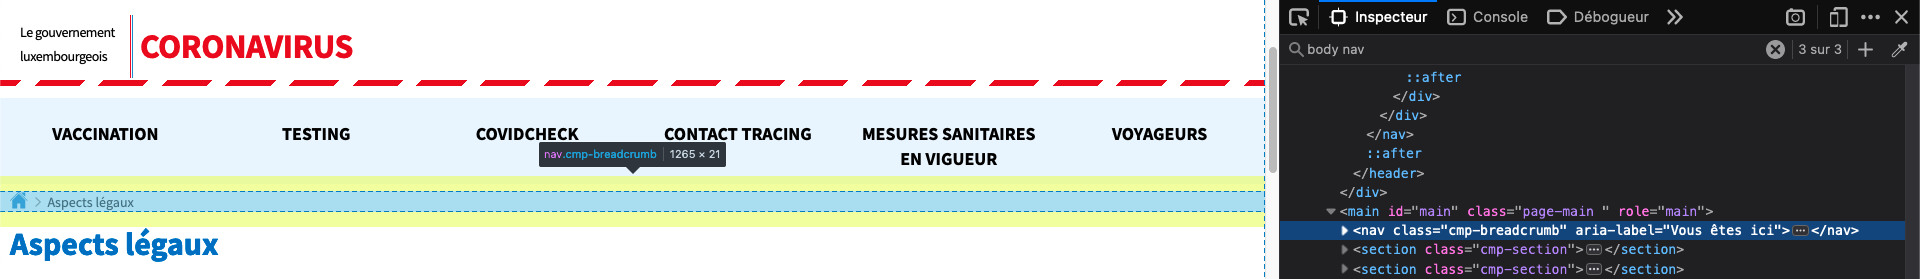 Le gouvernement
luxembourgeois
CORONAVIRUS
VACCINATION TESTING COVIDCHECK CONTACT TRACING MESURES SANITAIRES EN VIGUEUR VOYAGEURS
nav.cmp-breadcrumb 1265 × 21
Aspects légaux
Aspects légaux
Inspecteur Console Débogueur
body nav 3 sur 3
::after
</div>
</div>
</nav>
::after
</header>
</div>
<main id="main" class="page-main " role="main">
<nav class="cmp-breadcrumb" aria-label="Vous êtes ici">⋯</nav>
<section class="cmp-section">⋯</section>
<section class="cmp-section">⋯</section>